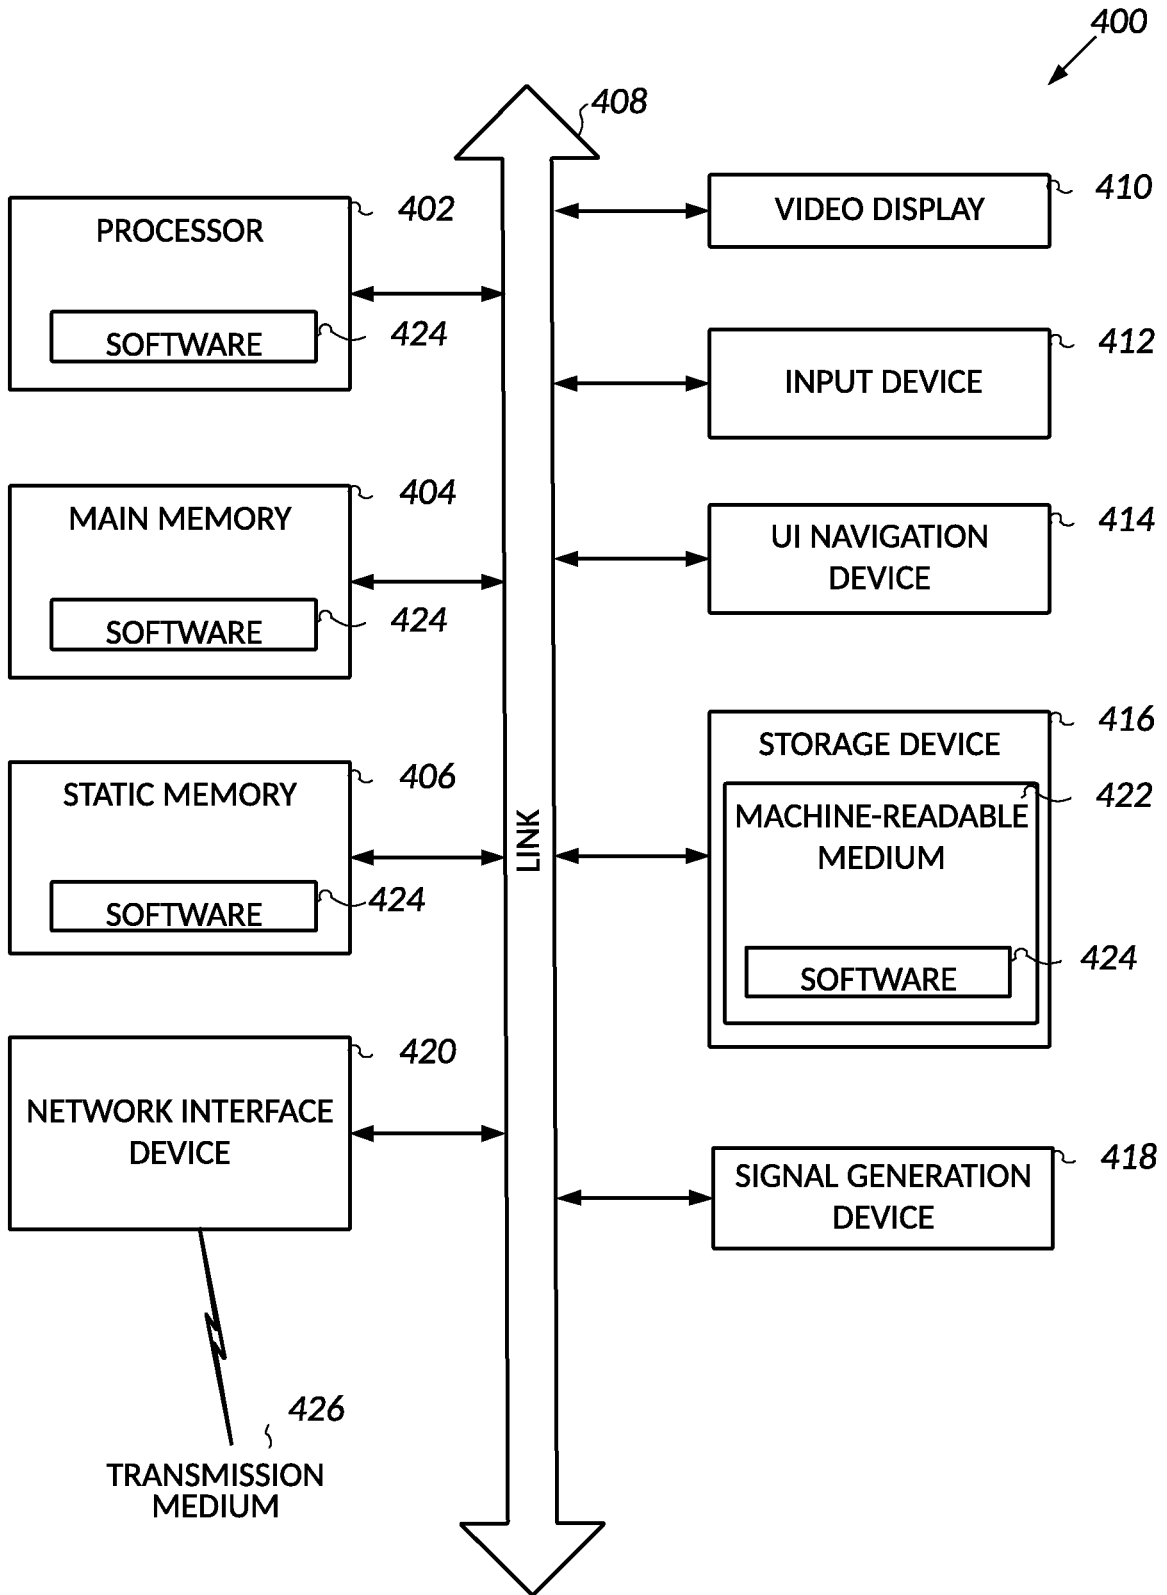 400
408
PROCESSOR
402
SOFTWARE
424
MAIN MEMORY
404
SOFTWARE
424
STATIC MEMORY
406
SOFTWARE
424
NETWORK INTERFACE
DEVICE
420
426
TRANSMISSION
MEDIUM
LINK
VIDEO DISPLAY
410
INPUT DEVICE
412
UI NAVIGATION
DEVICE
414
STORAGE DEVICE
416
MACHINE-READABLE
MEDIUM
422
SOFTWARE
424
SIGNAL GENERATION
DEVICE
418